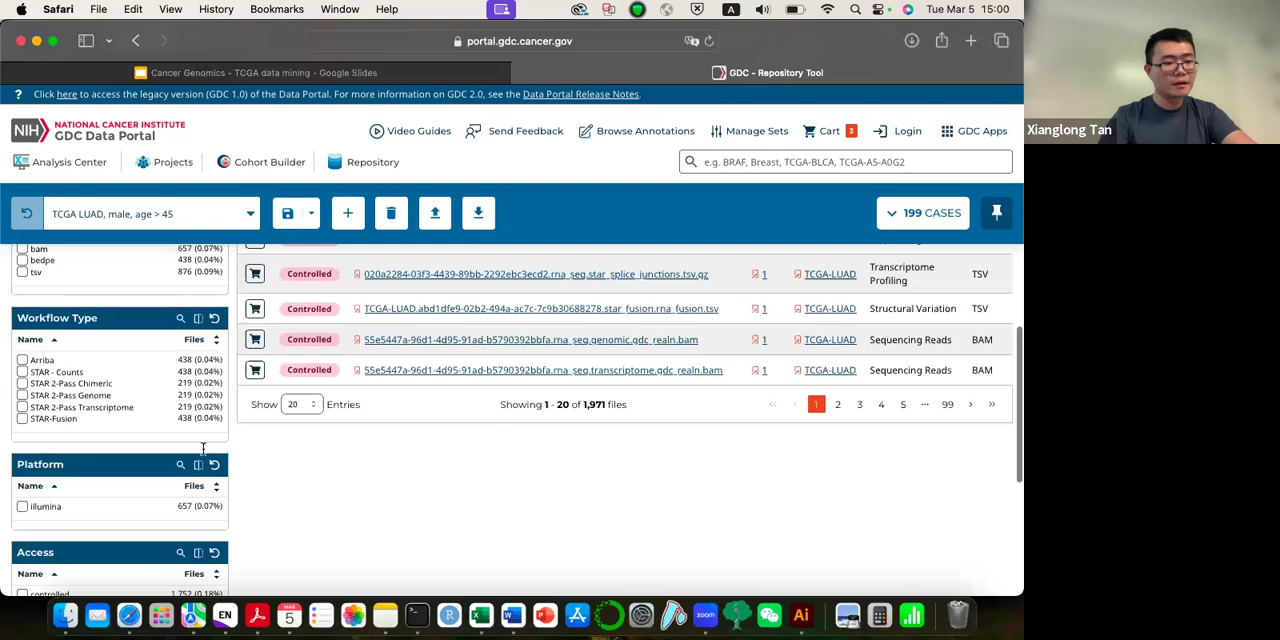 Safari File Edit View History Bookmarks Window Help
A
Tue Mar 5 15:00
portal.gdc.cancer.gov
Cancer Genomics - TCGA data mining - Google Slides
GDC - Repository Tool
? Click here to access the legacy version (GDC 1.0) of the Data Portal. For more information on GDC 2.0, see the Data Portal Release Notes.
NIH NATIONAL CANCER INSTITUTE
GDC Data Portal
Video Guides Send Feedback Browse Annotations Manage Sets Cart 3 Login GDC Apps
Analysis Center Projects Cohort Builder Repository
e.g. BRAF, Breast, TCGA-BLCA, TCGA-A5-A0G2
TCGA LUAD, male, age > 45
199 CASES
bam 657 (0.07%)
bedpe 438 (0.04%)
tsv 876 (0.09%)
Controlled 020a2284-03f3-4439-89bb-2292ebc3ecd2.rna_seq.star_splice_junctions.tsv.gz 1 TCGA-LUAD Transcriptome Profiling TSV
Controlled TCGA-LUAD.abd1dfe9-02b2-494a-ac7c-7c9b30688278.star_fusion.rna_fusion.tsv 1 TCGA-LUAD Structural Variation TSV
Controlled 55e5447a-96d1-4d95-91ad-b5790392bbfa.rna_seq.genomic.gdc_realn.bam 1 TCGA-LUAD Sequencing Reads BAM
Controlled 55e5447a-96d1-4d95-91ad-b5790392bbfa.rna_seq.transcriptome.gdc_realn.bam 1 TCGA-LUAD Sequencing Reads BAM
Show 20 Entries
Showing 1 - 20 of 1,971 files
1 2 3 4 5 ... 99
Workflow Type
Name Files
Arriba 438 (0.04%)
STAR - Counts 438 (0.04%)
STAR 2-Pass Chimeric 219 (0.02%)
STAR 2-Pass Genome 219 (0.02%)
STAR 2-Pass Transcriptome 219 (0.02%)
STAR-Fusion 438 (0.04%)
Platform
Name Files
illumina 657 (0.07%)
Access
Name Files
controlled 1,752 (0.18%)
Xianglong Tan
EN
MAR
5
R
zoom
Ai